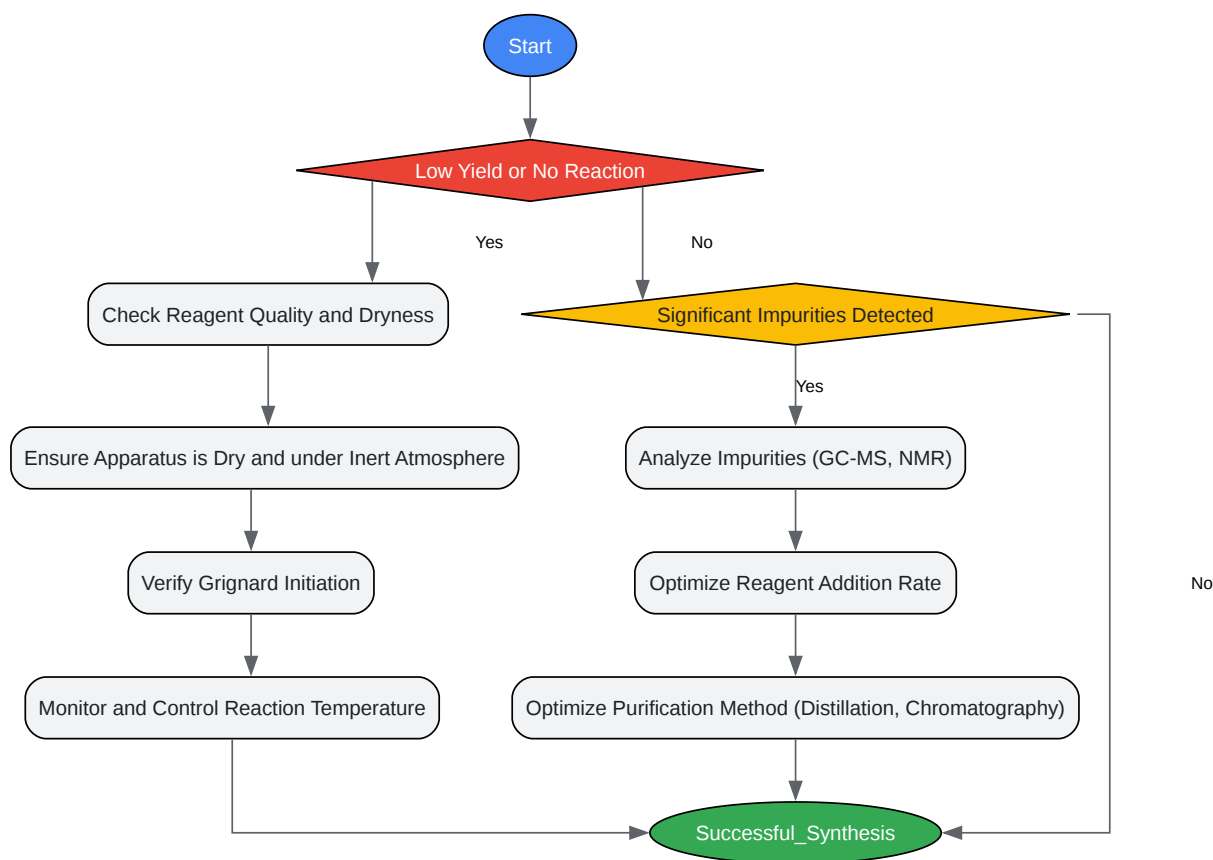 Start
Low Yield or No Reaction
Yes
No
Check Reagent Quality and Dryness
Significant Impurities Detected
Yes
Ensure Apparatus is Dry and under Inert Atmosphere
Analyze Impurities (GC-MS, NMR)
Verify Grignard Initiation
Optimize Reagent Addition Rate
No
Monitor and Control Reaction Temperature
Optimize Purification Method (Distillation, Chromatography)
Successful_Synthesis